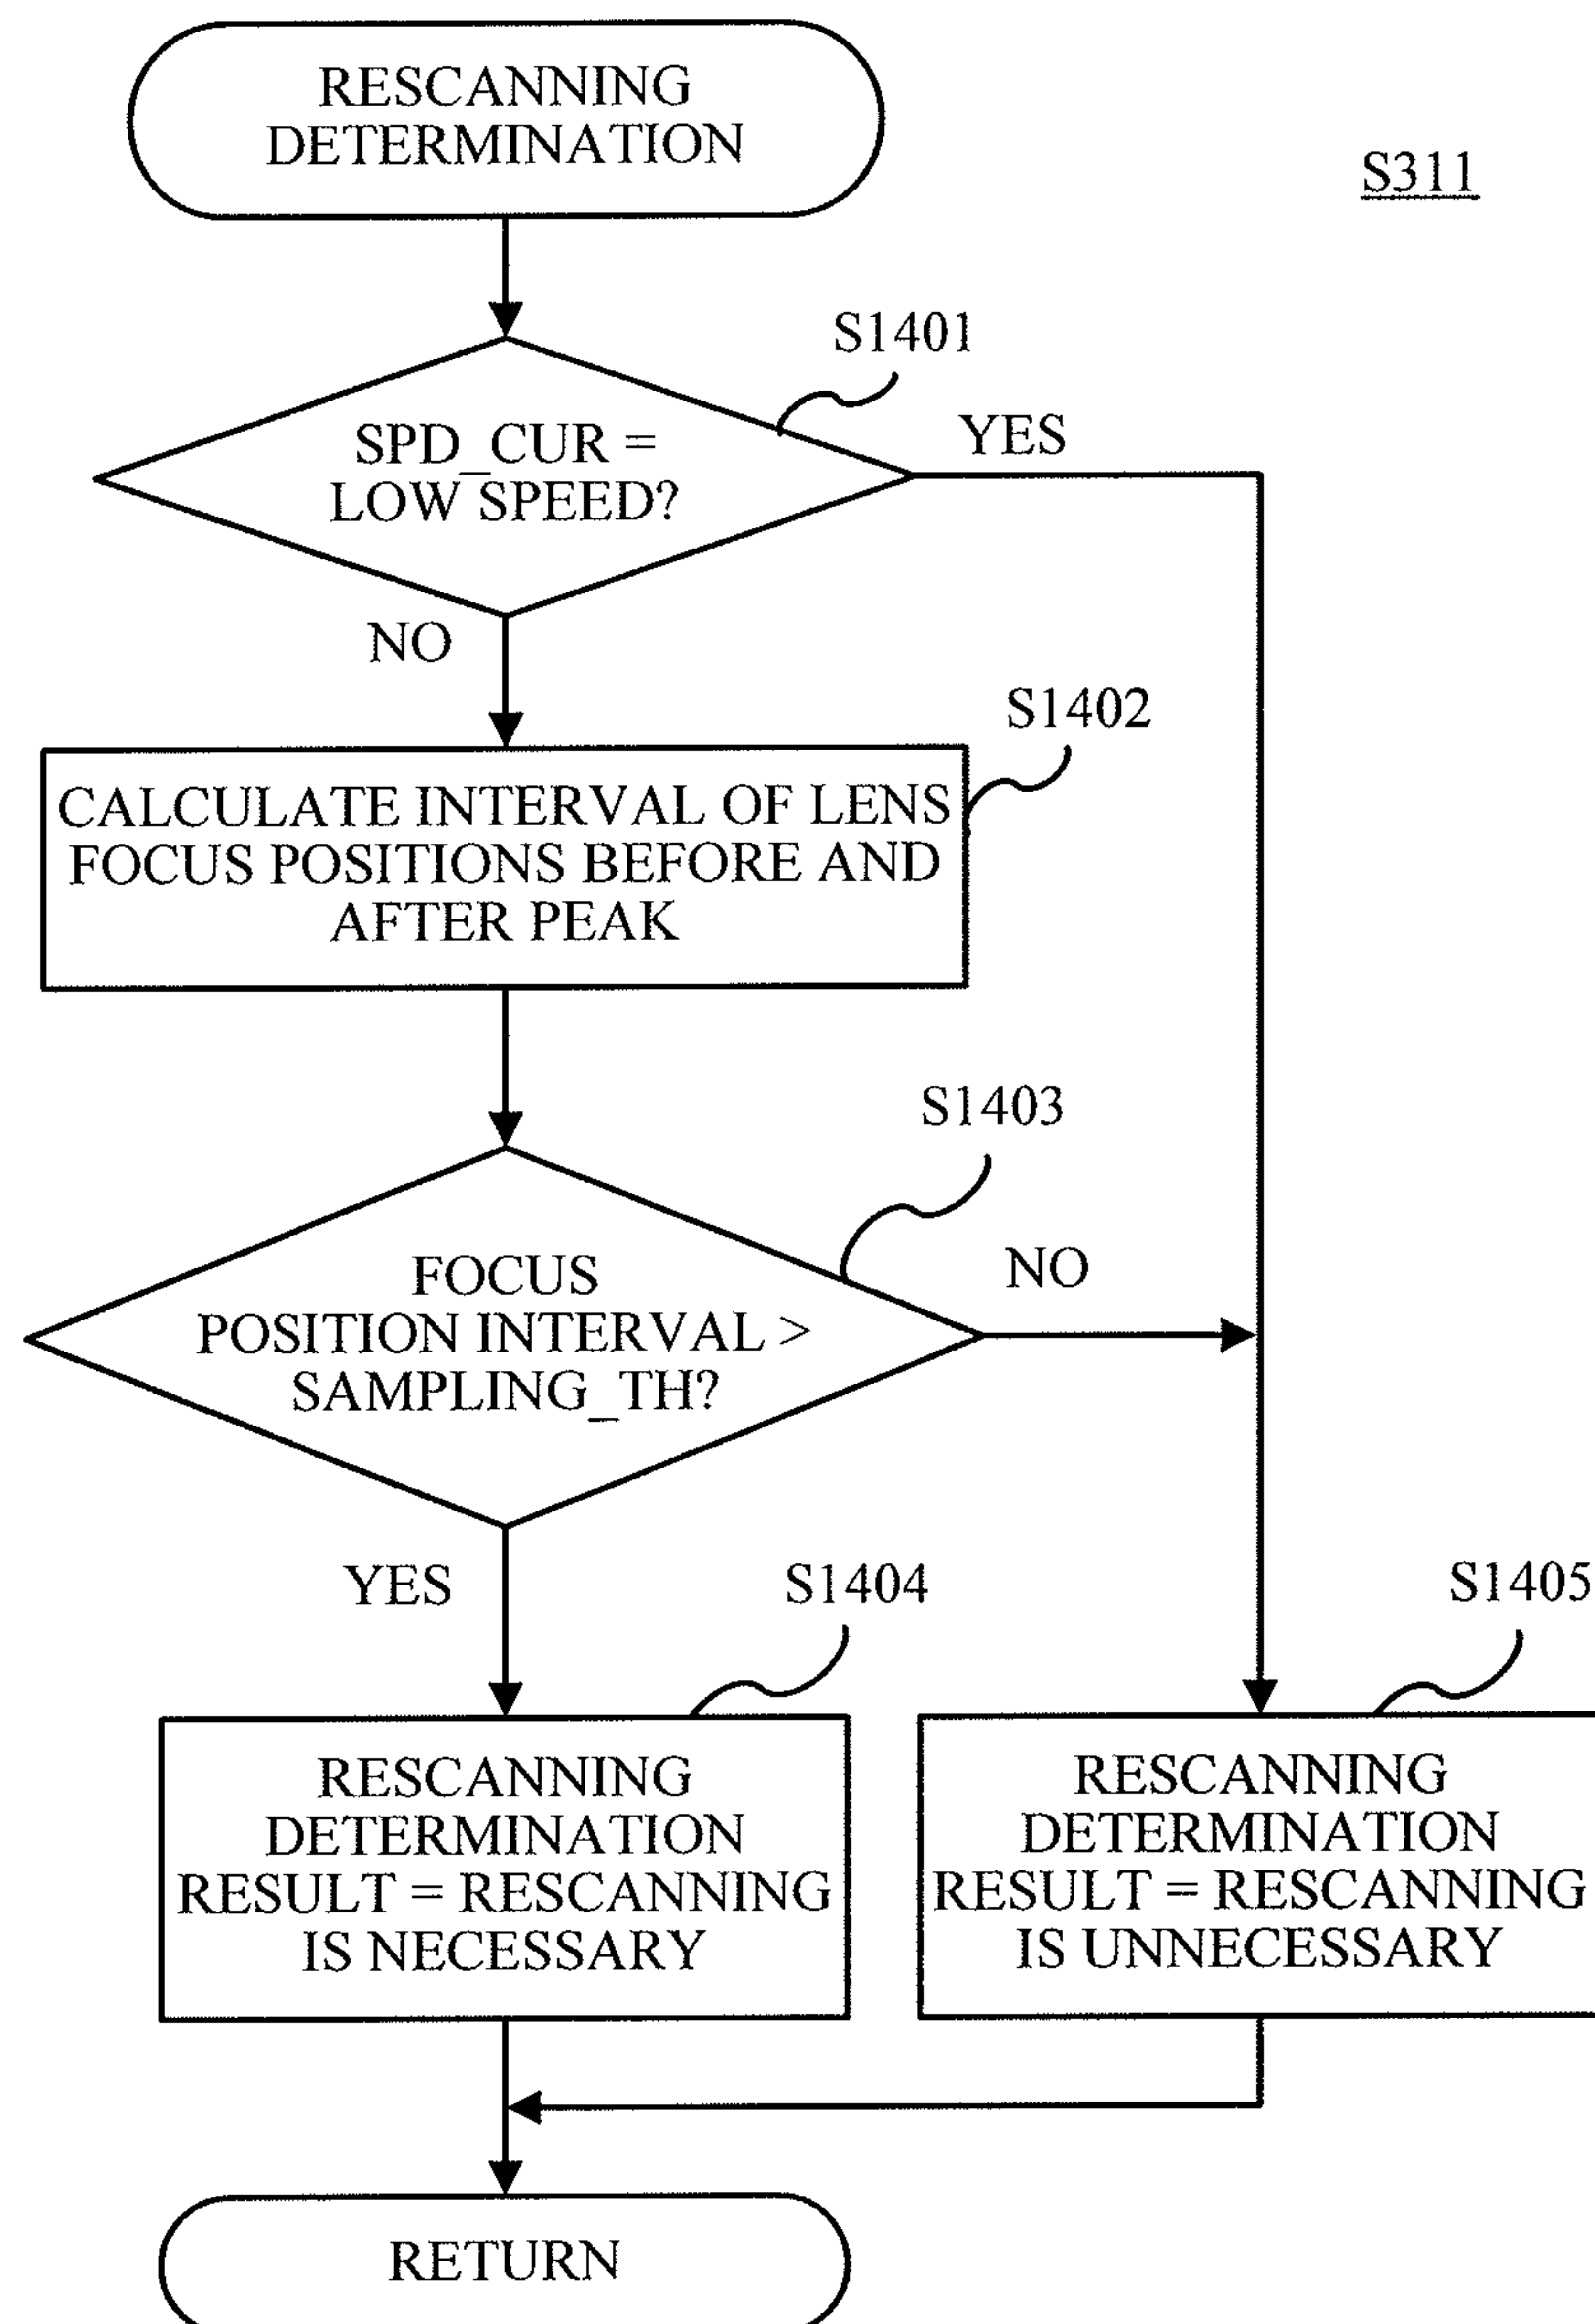 RESCANNING
DETERMINATION
S311
S1401
SPD_CUR =
LOW SPEED?
YES
NO
S1402
CALCULATE INTERVAL OF LENS
FOCUS POSITIONS BEFORE AND
AFTER PEAK
S1403
FOCUS
POSITION INTERVAL >
SAMPLING_TH?
NO
YES
S1404
S1405
RESCANNING
DETERMINATION
RESULT = RESCANNING
IS NECESSARY
RESCANNING
DETERMINATION
RESULT = RESCANNING
IS UNNECESSARY
RETURN